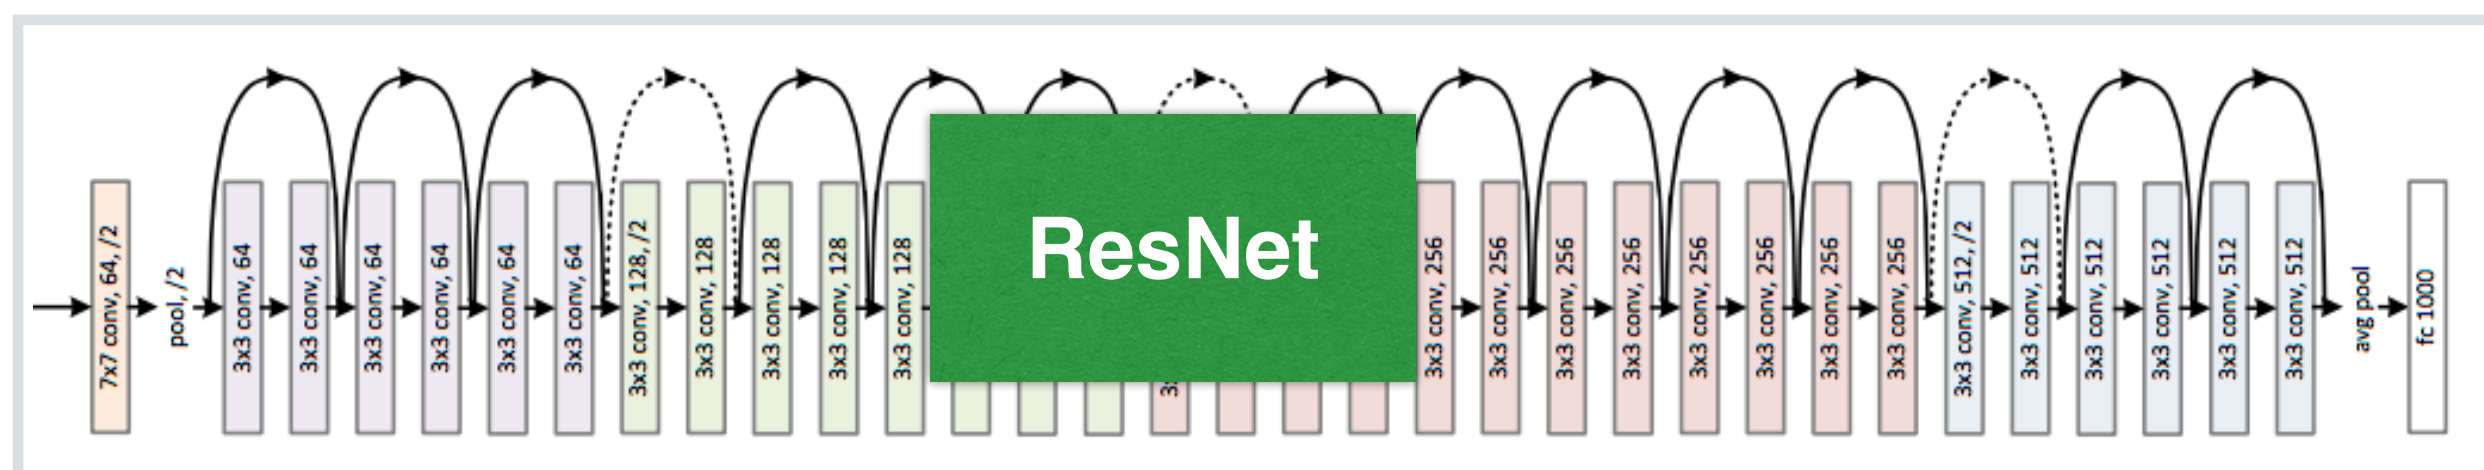 7x7 conv, 64, /2
pool, /2
3x3 conv, 64
3x3 conv, 64
3x3 conv, 64
3x3 conv, 64
3x3 conv, 64
3x3 conv, 64
3x3 conv, 128, /2
3x3 conv, 128
3x3 conv, 128
3x3 conv, 128
3x3 conv, 128
ResNet
3x3 conv, 256
3x3 conv, 256
3x3 conv, 256
3x3 conv, 256
3x3 conv, 256
3x3 conv, 256
3x3 conv, 256
3x3 conv, 256
3x3 conv, 512, /2
3x3 conv, 512
3x3 conv, 512
3x3 conv, 512
3x3 conv, 512
3x3 conv, 512
avg pool
fc 1000